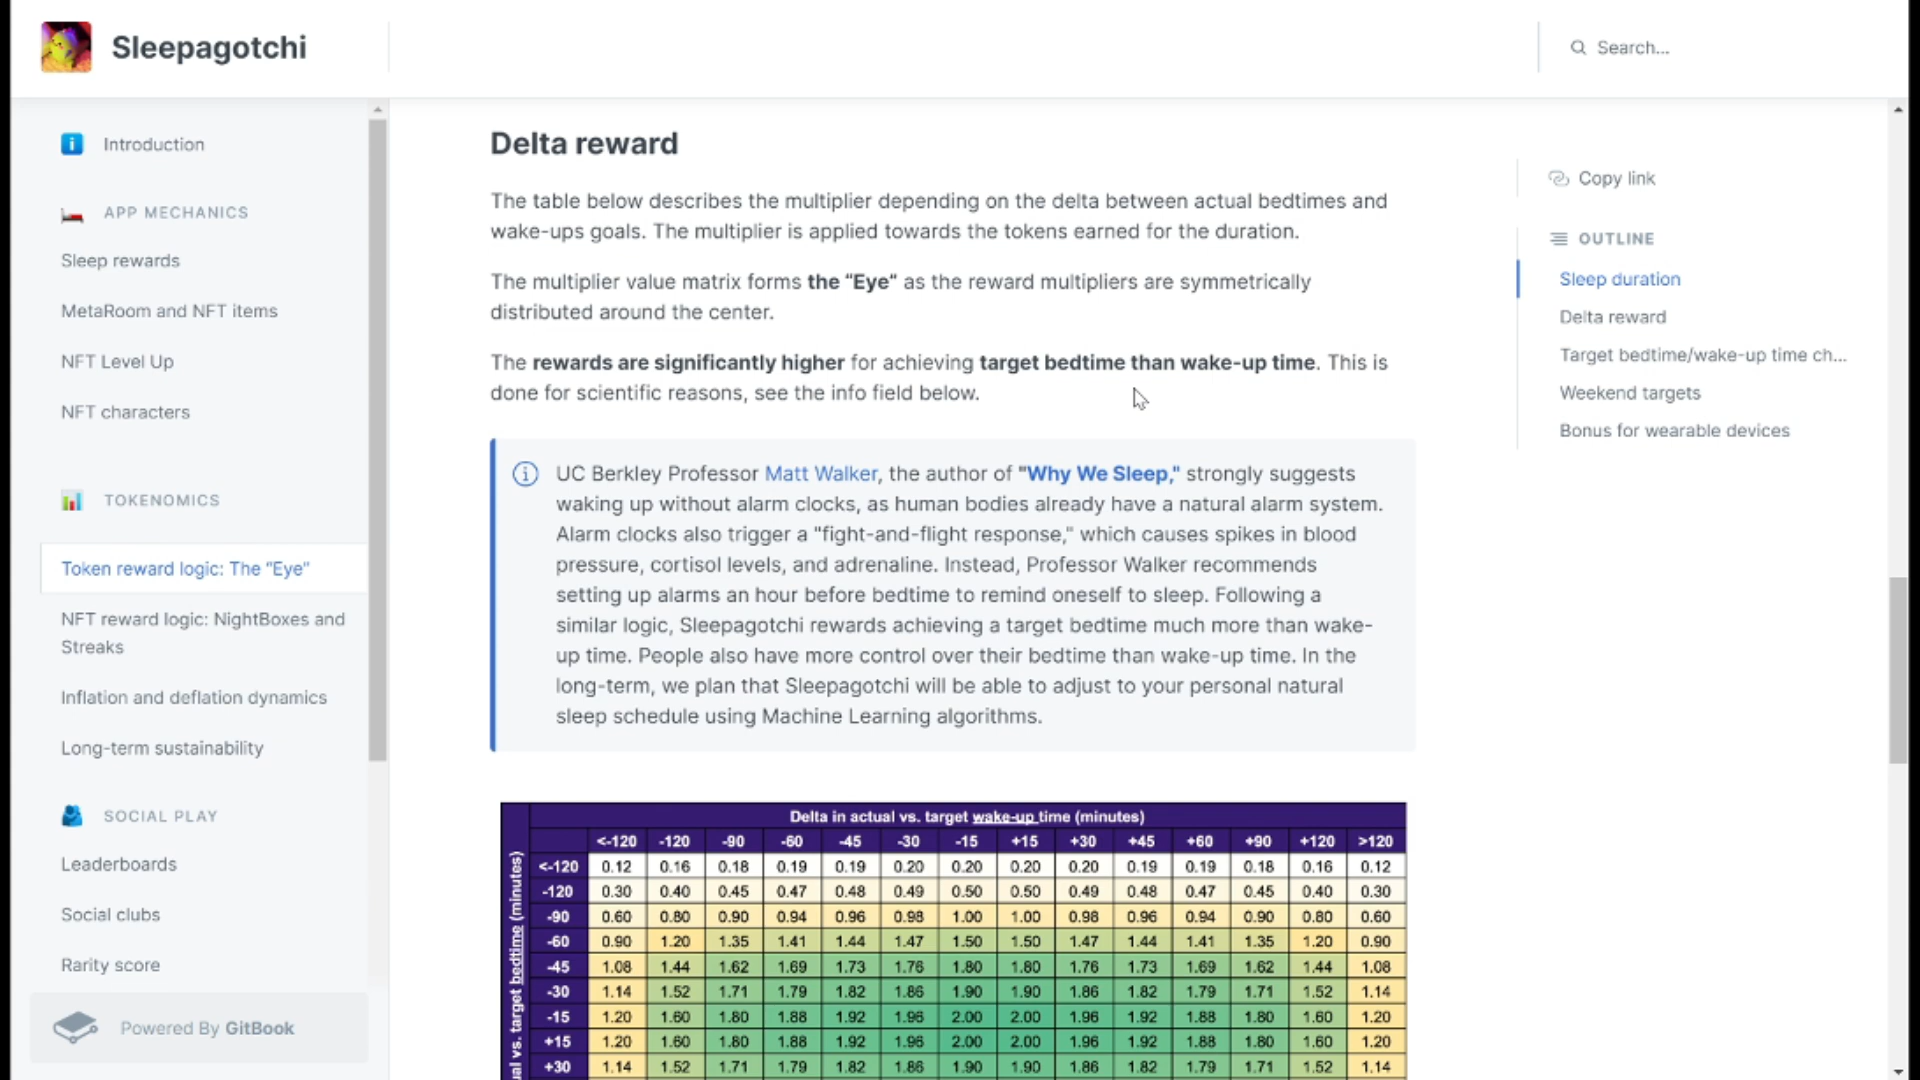 Sleepagotchi
Search...
Introduction
APP MECHANICS
Sleep rewards
MetaRoom and NFT items
NFT Level Up
NFT characters
TOKENOMICS
Token reward logic: The "Eye"
NFT reward logic: NightBoxes and
Streaks
Inflation and deflation dynamics
Long-term sustainability
SOCIAL PLAY
Leaderboards
Social clubs
Rarity score
Powered By GitBook
Delta reward
The table below describes the multiplier depending on the delta between actual bedtimes and
wake-ups goals. The multiplier is applied towards the tokens earned for the duration.
The multiplier value matrix forms the “Eye” as the reward multipliers are symmetrically
distributed around the center.
The rewards are significantly higher for achieving target bedtime than wake-up time. This is
done for scientific reasons, see the info field below.
UC Berkley Professor Matt Walker, the author of "Why We Sleep," strongly suggests
waking up without alarm clocks, as human bodies already have a natural alarm system.
Alarm clocks also trigger a "fight-and-flight response," which causes spikes in blood
pressure, cortisol levels, and adrenaline. Instead, Professor Walker recommends
setting up alarms an hour before bedtime to remind oneself to sleep. Following a
similar logic, Sleepagotchi rewards achieving a target bedtime much more than wake-
up time. People also have more control over their bedtime than wake-up time. In the
long-term, we plan that Sleepagotchi will be able to adjust to your personal natural
sleep schedule using Machine Learning algorithms.
Delta in actual vs. target wake-up time (minutes)
<-120 -120 -90 -60 -45 -30 -15 +15 +30 +45 +60 +90 +120 >120
<-120 0.12 0.16 0.18 0.19 0.19 0.20 0.20 0.20 0.20 0.19 0.19 0.18 0.16 0.12
-120 0.30 0.40 0.45 0.47 0.48 0.49 0.50 0.50 0.49 0.48 0.47 0.45 0.40 0.30
-90 0.60 0.80 0.90 0.94 0.96 0.98 1.00 1.00 0.98 0.96 0.94 0.90 0.80 0.60
-60 0.90 1.20 1.35 1.41 1.44 1.47 1.50 1.50 1.47 1.44 1.41 1.35 1.20 0.90
-45 1.08 1.44 1.62 1.69 1.73 1.76 1.80 1.80 1.76 1.73 1.69 1.62 1.44 1.08
-30 1.14 1.52 1.71 1.79 1.82 1.86 1.90 1.90 1.86 1.82 1.79 1.71 1.52 1.14
-15 1.20 1.60 1.80 1.88 1.92 1.96 2.00 2.00 1.96 1.92 1.88 1.80 1.60 1.20
+15 1.20 1.60 1.80 1.88 1.92 1.96 2.00 2.00 1.96 1.92 1.88 1.80 1.60 1.20
+30 1.14 1.52 1.71 1.79 1.82 1.86 1.90 1.90 1.86 1.82 1.79 1.71 1.52 1.14
ual vs. target bedtime (minutes)
Copy link
OUTLINE
Sleep duration
Delta reward
Target bedtime/wake-up time ch...
Weekend targets
Bonus for wearable devices